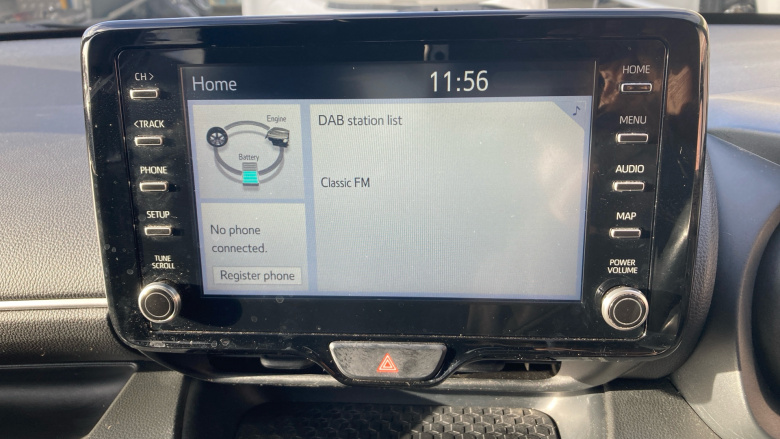 Home
11:56
CH >
< TRACK
PHONE
SETUP
TUNE
SCROLL
Engine
Battery
No phone
connected.
Register phone
DAB station list
Classic FM
HOME
MENU
AUDIO
MAP
POWER
VOLUME